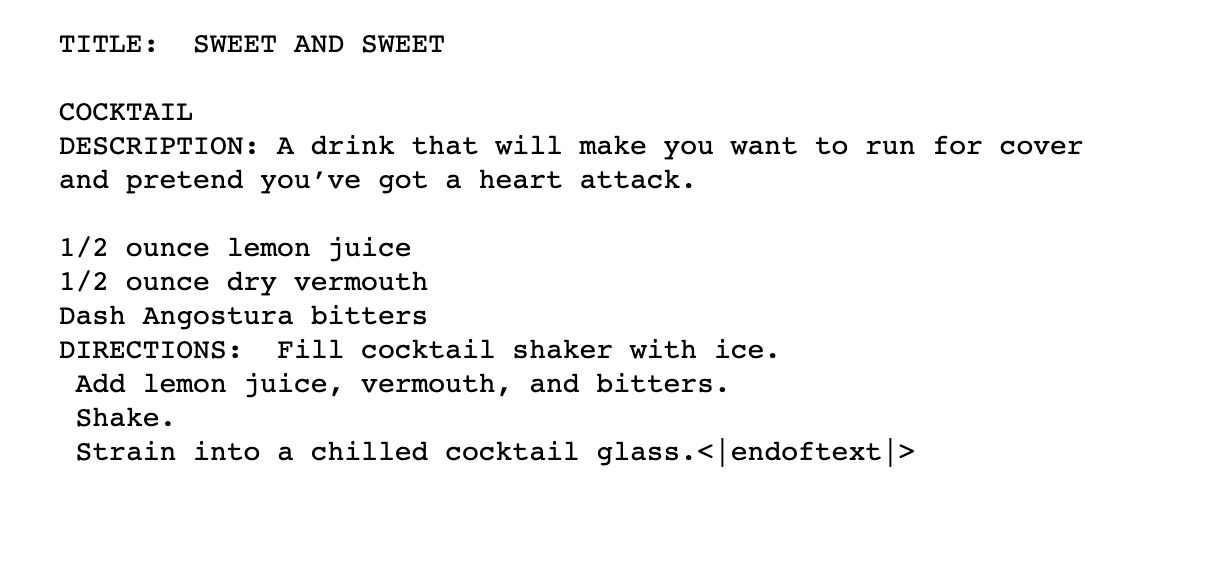 TITLE:  SWEET AND SWEET
COCKTAIL
DESCRIPTION: A drink that will make you want to run for cover
and pretend you’ve got a heart attack.
1/2 ounce lemon juice
1/2 ounce dry vermouth
Dash Angostura bitters
DIRECTIONS:  Fill cocktail shaker with ice.
Add lemon juice, vermouth, and bitters.
Shake.
Strain into a chilled cocktail glass.<|endoftext|>